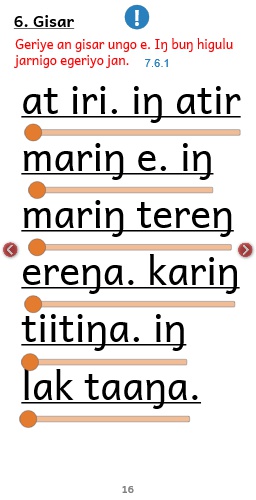 6. Gisar
!
Geriye an gisar ungo e. Iŋ buŋ higulu
jarnigo egeriyo jan. 7.6.1
at iri. iŋ atir
mariŋ e. iŋ
mariŋ tereŋ
ereŋa. kariŋ
tiitiŋa. iŋ
lak taaŋa.
16